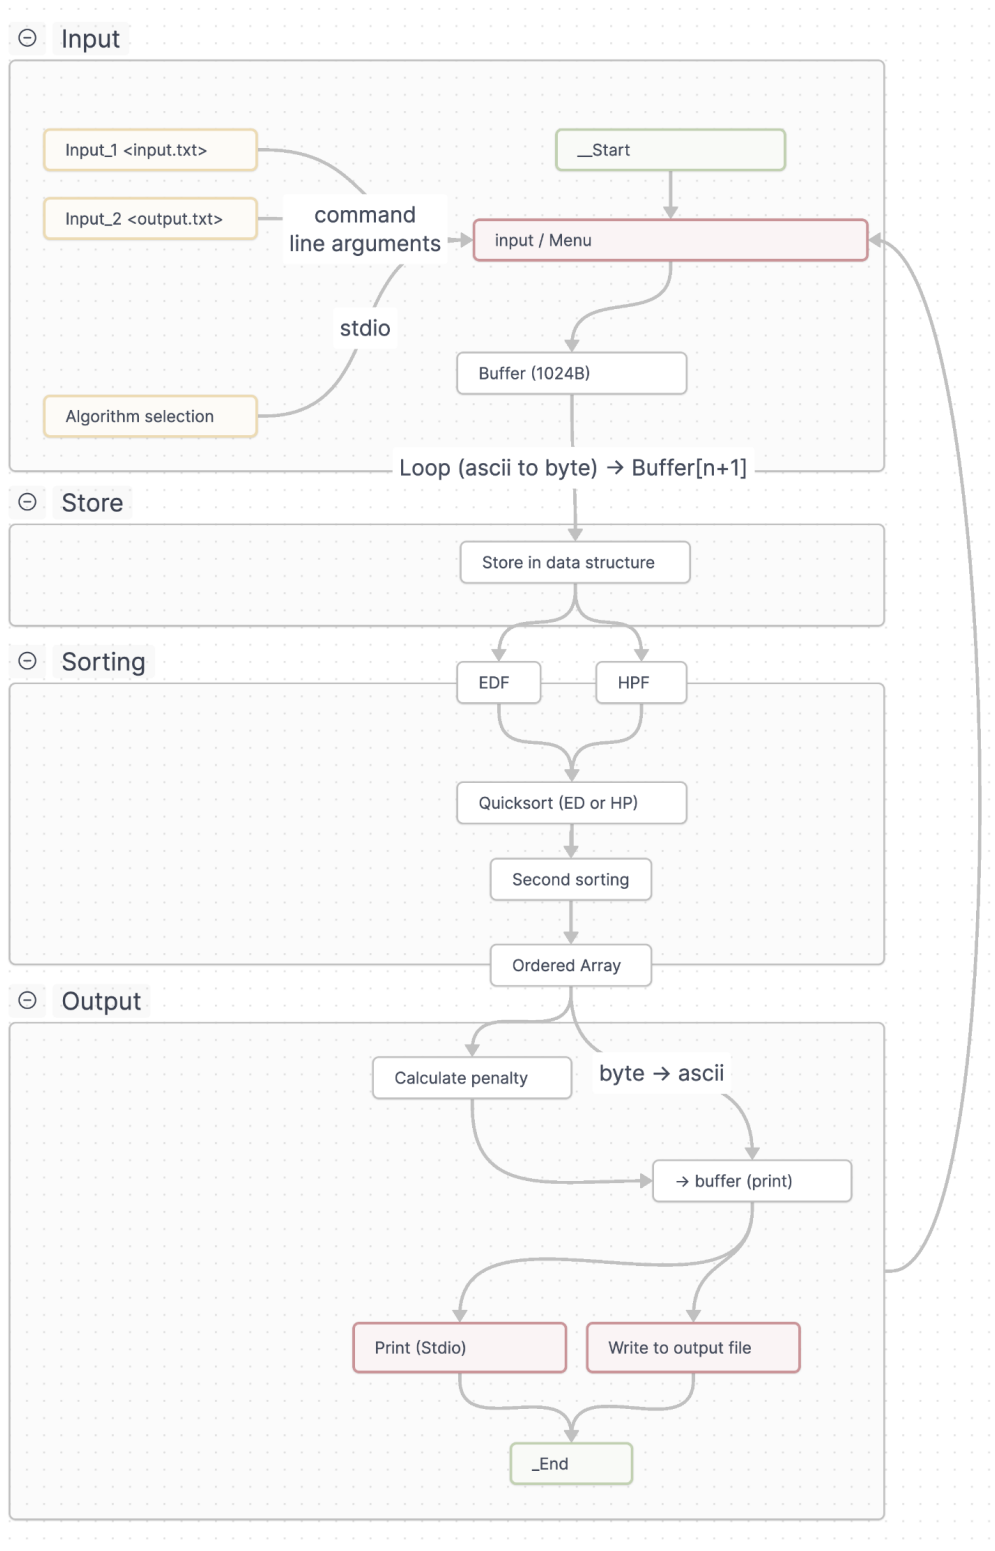 Input
Input_1 <input.txt>
__Start
Input_2 <output.txt>
command
line arguments
input / Menu
stdio
Buffer (1024B)
Algorithm selection
Loop (ascii to byte) → Buffer[n+1]
Store
Store in data structure
Sorting
EDF
HPF
Quicksort (ED or HP)
Second sorting
Ordered Array
Output
Calculate penalty
byte → ascii
→ buffer (print)
Print (Stdio)
Write to output file
_End